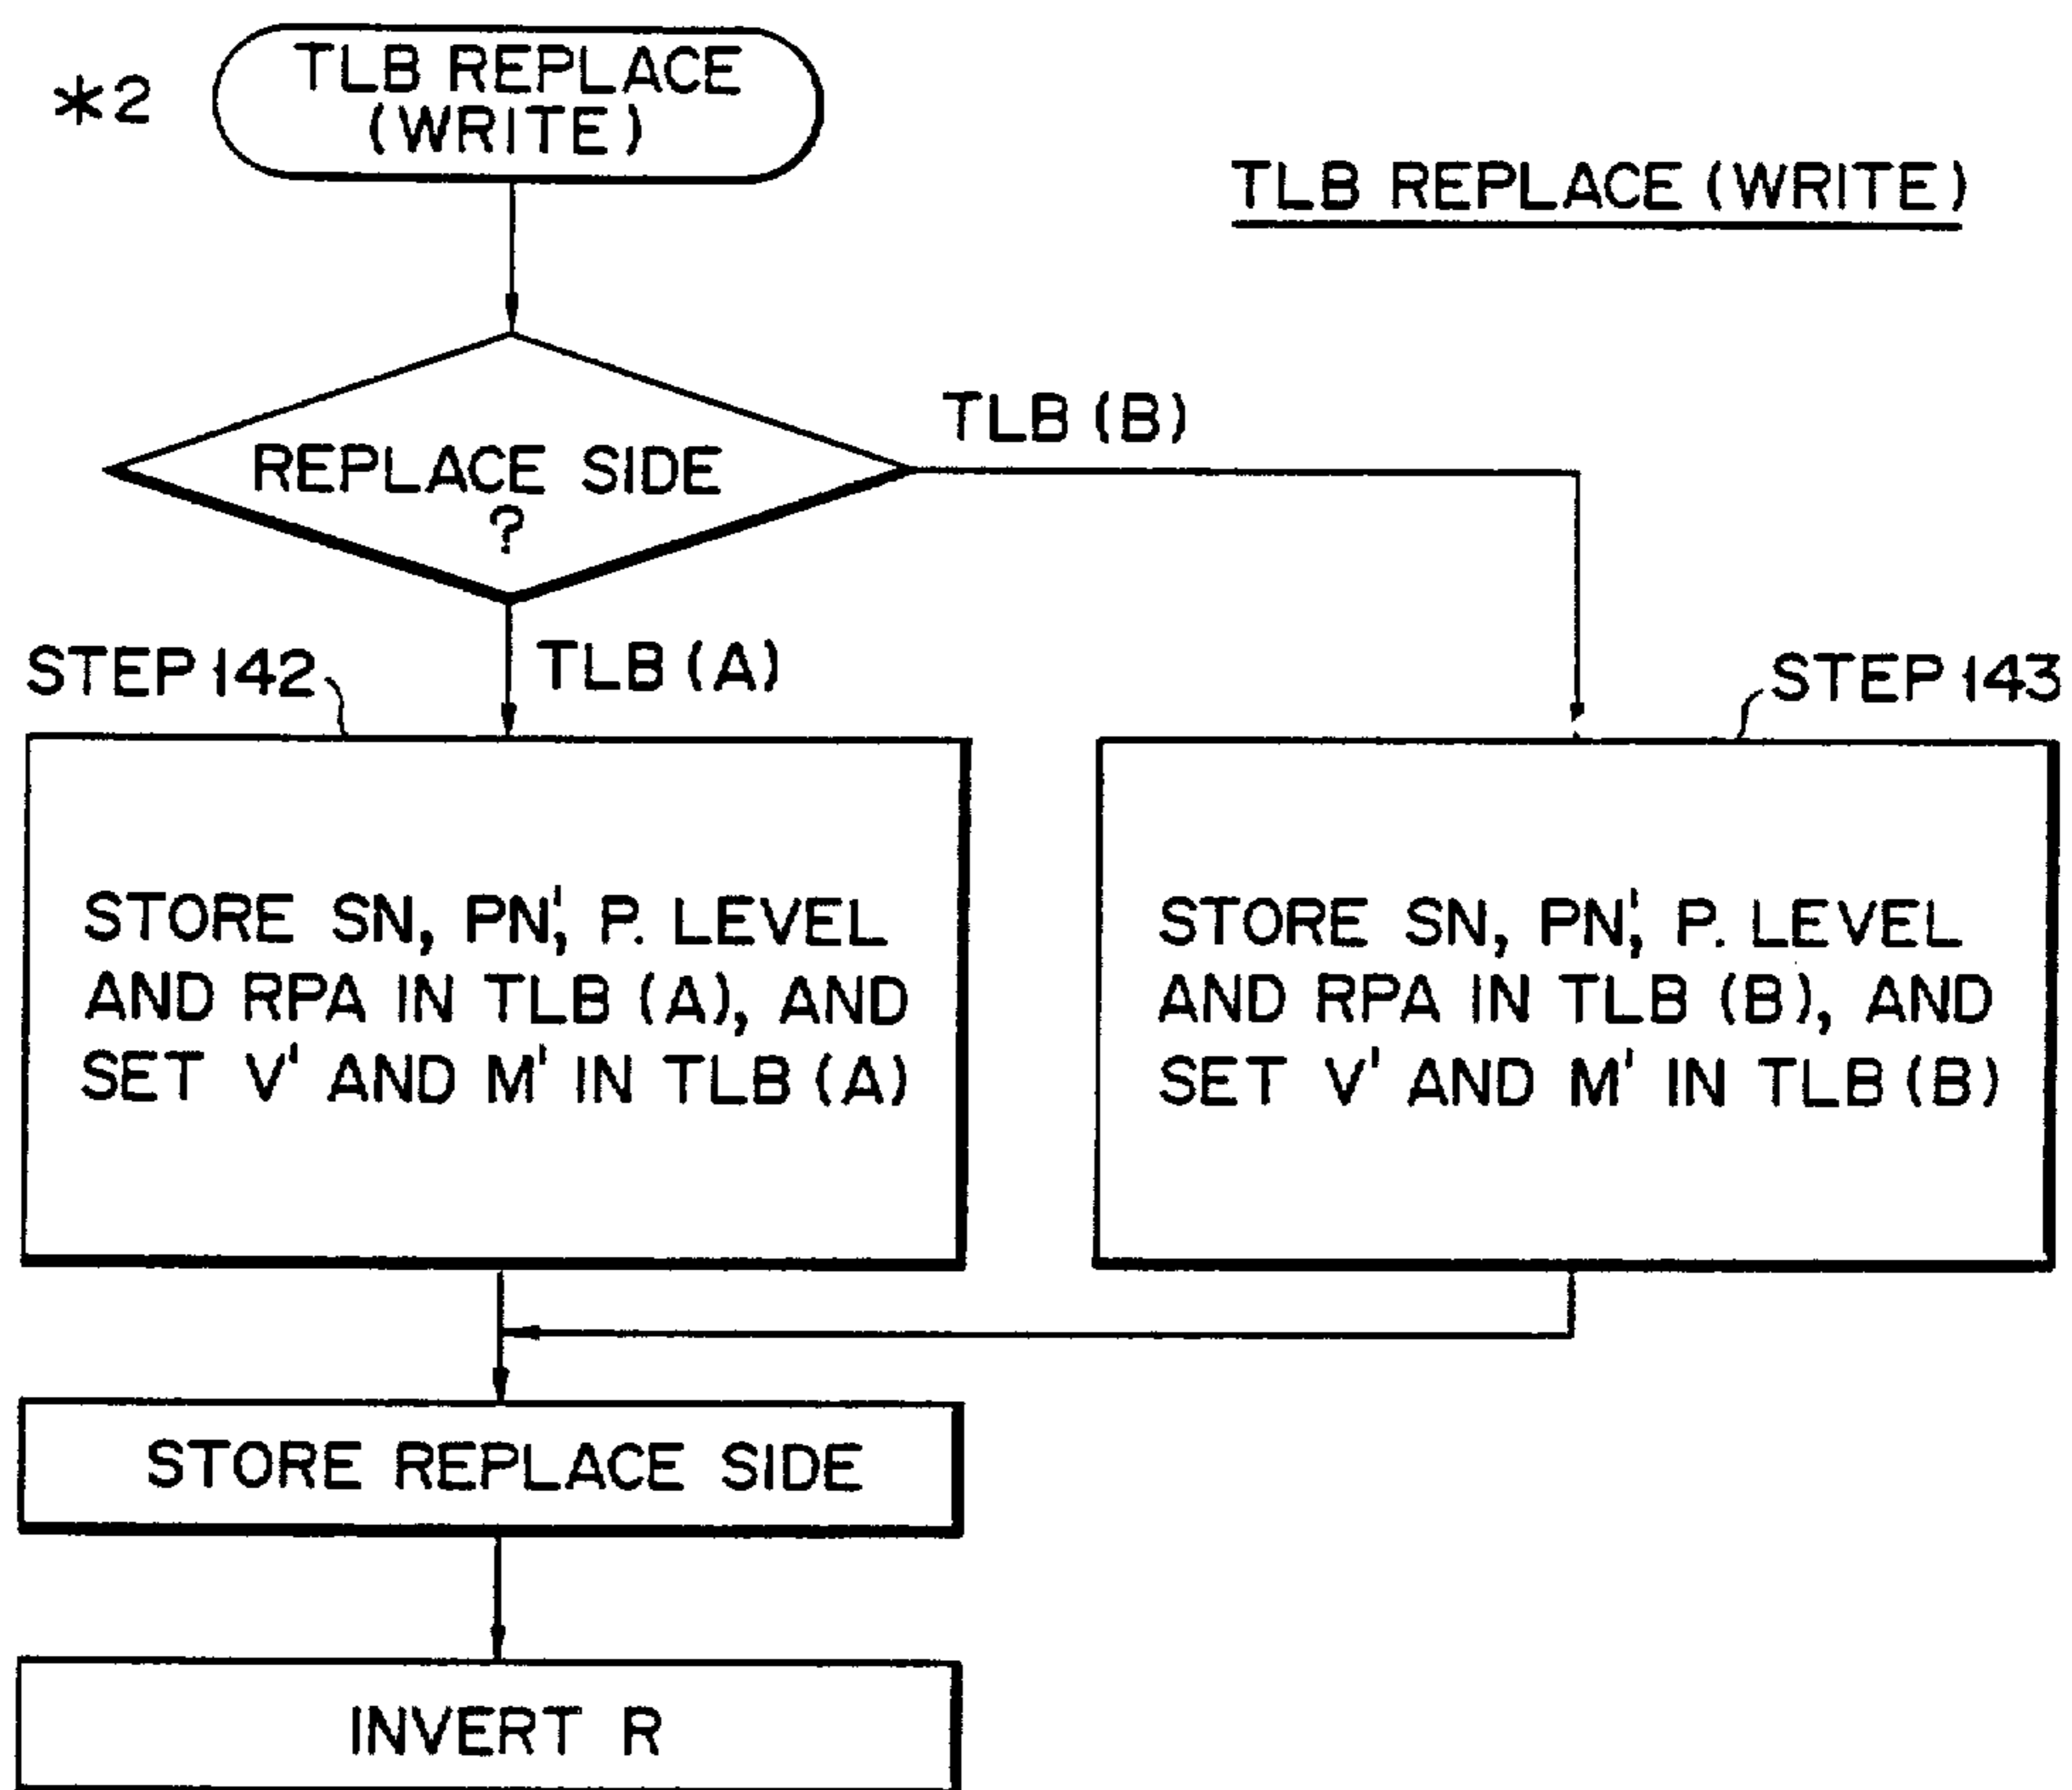 *2
TLB REPLACE
(WRITE)
TLB REPLACE (WRITE)
REPLACE SIDE
?
TLB (B)
TLB (A)
STEP 142
STEP 143
STORE SN, PN', P. LEVEL
AND RPA IN TLB (A), AND
SET V' AND M' IN TLB (A)
STORE SN, PN', P. LEVEL
AND RPA IN TLB (B), AND
SET V' AND M' IN TLB (B)
STORE REPLACE SIDE
INVERT R